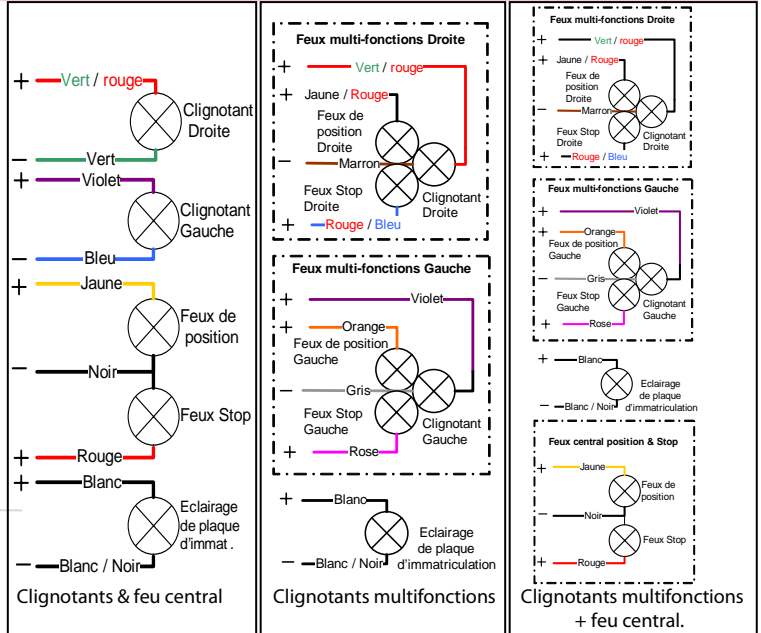 + Vert / rouge
Clignotant
Droite
– Vert
+ Violet
Clignotant
Gauche
– Bleu
+ Jaune
Feux de
position
– Noir
Feux Stop
+ Rouge
+ Blanc
Eclairage
de plaque
d'immat .
– Blanc / Noir
Clignotants & feu central
Feux multi-fonctions Droite
+ Vert / rouge
+ Jaune / Rouge
Feux de
position
Droite
– Marron
Feux Stop
Droite
Clignotant
Droite
+ Rouge / Bleu
Feux multi-fonctions Gauche
+ Violet
+ Orange
Feux de position
Gauche
– Gris
Feux Stop
Gauche
Clignotant
Gauche
+ Rose
+ Blanc
Eclairage
de plaque
d'immatriculation
– Blanc / Noir
Clignotants multifonctions
Feux multi-fonctions Droite
+ Vert / rouge
+ Jaune / Rouge
Feux de
position
Droite
– Marron
Feux Stop
Droite
Clignotant
Droite
+ Rouge / Bleu
Feux multi-fonctions Gauche
+ Violet
+ Orange
Feux de position
Gauche
– Gris
Feux Stop
Gauche
Clignotant
Gauche
+ Rose
+ Blanc
Eclairage
de plaque
d'immatriculation
– Blanc / Noir
Feux central position & Stop
+ Jaune
Feux de
position
– Noir
Feux Stop
+ Rouge
Clignotants multifonctions
+ feu central.